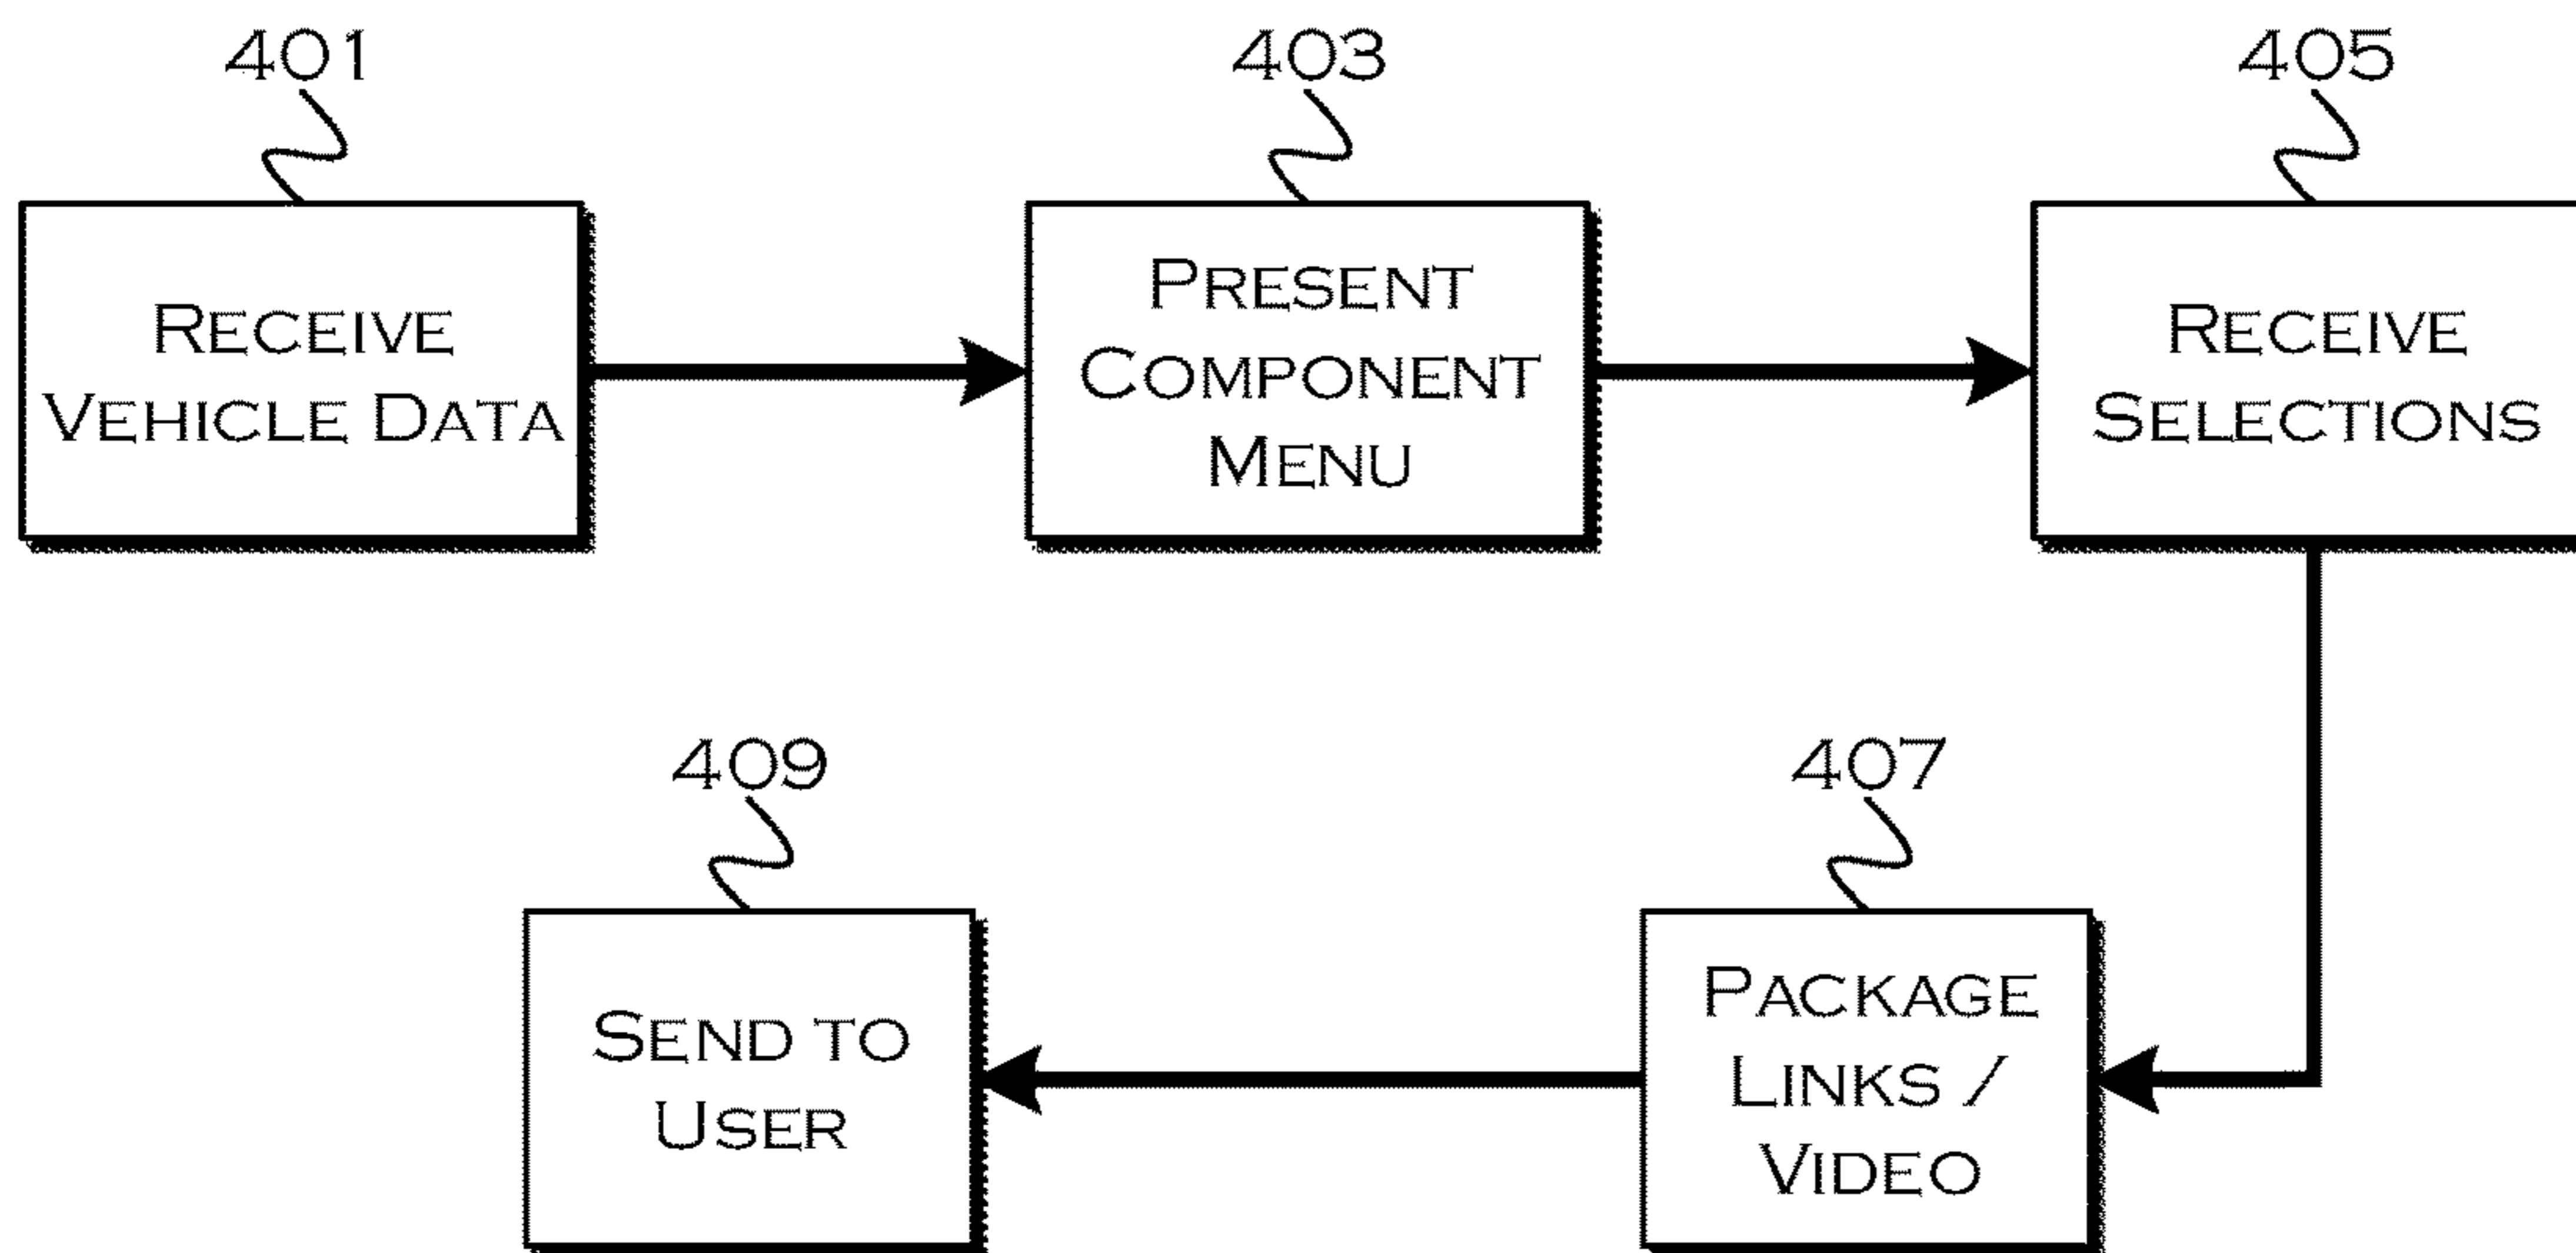 401
403
405
RECEIVE
VEHICLE DATA
PRESENT
COMPONENT
MENU
RECEIVE
SELECTIONS
407
PACKAGE
LINKS /
VIDEO
409
SEND TO
USER